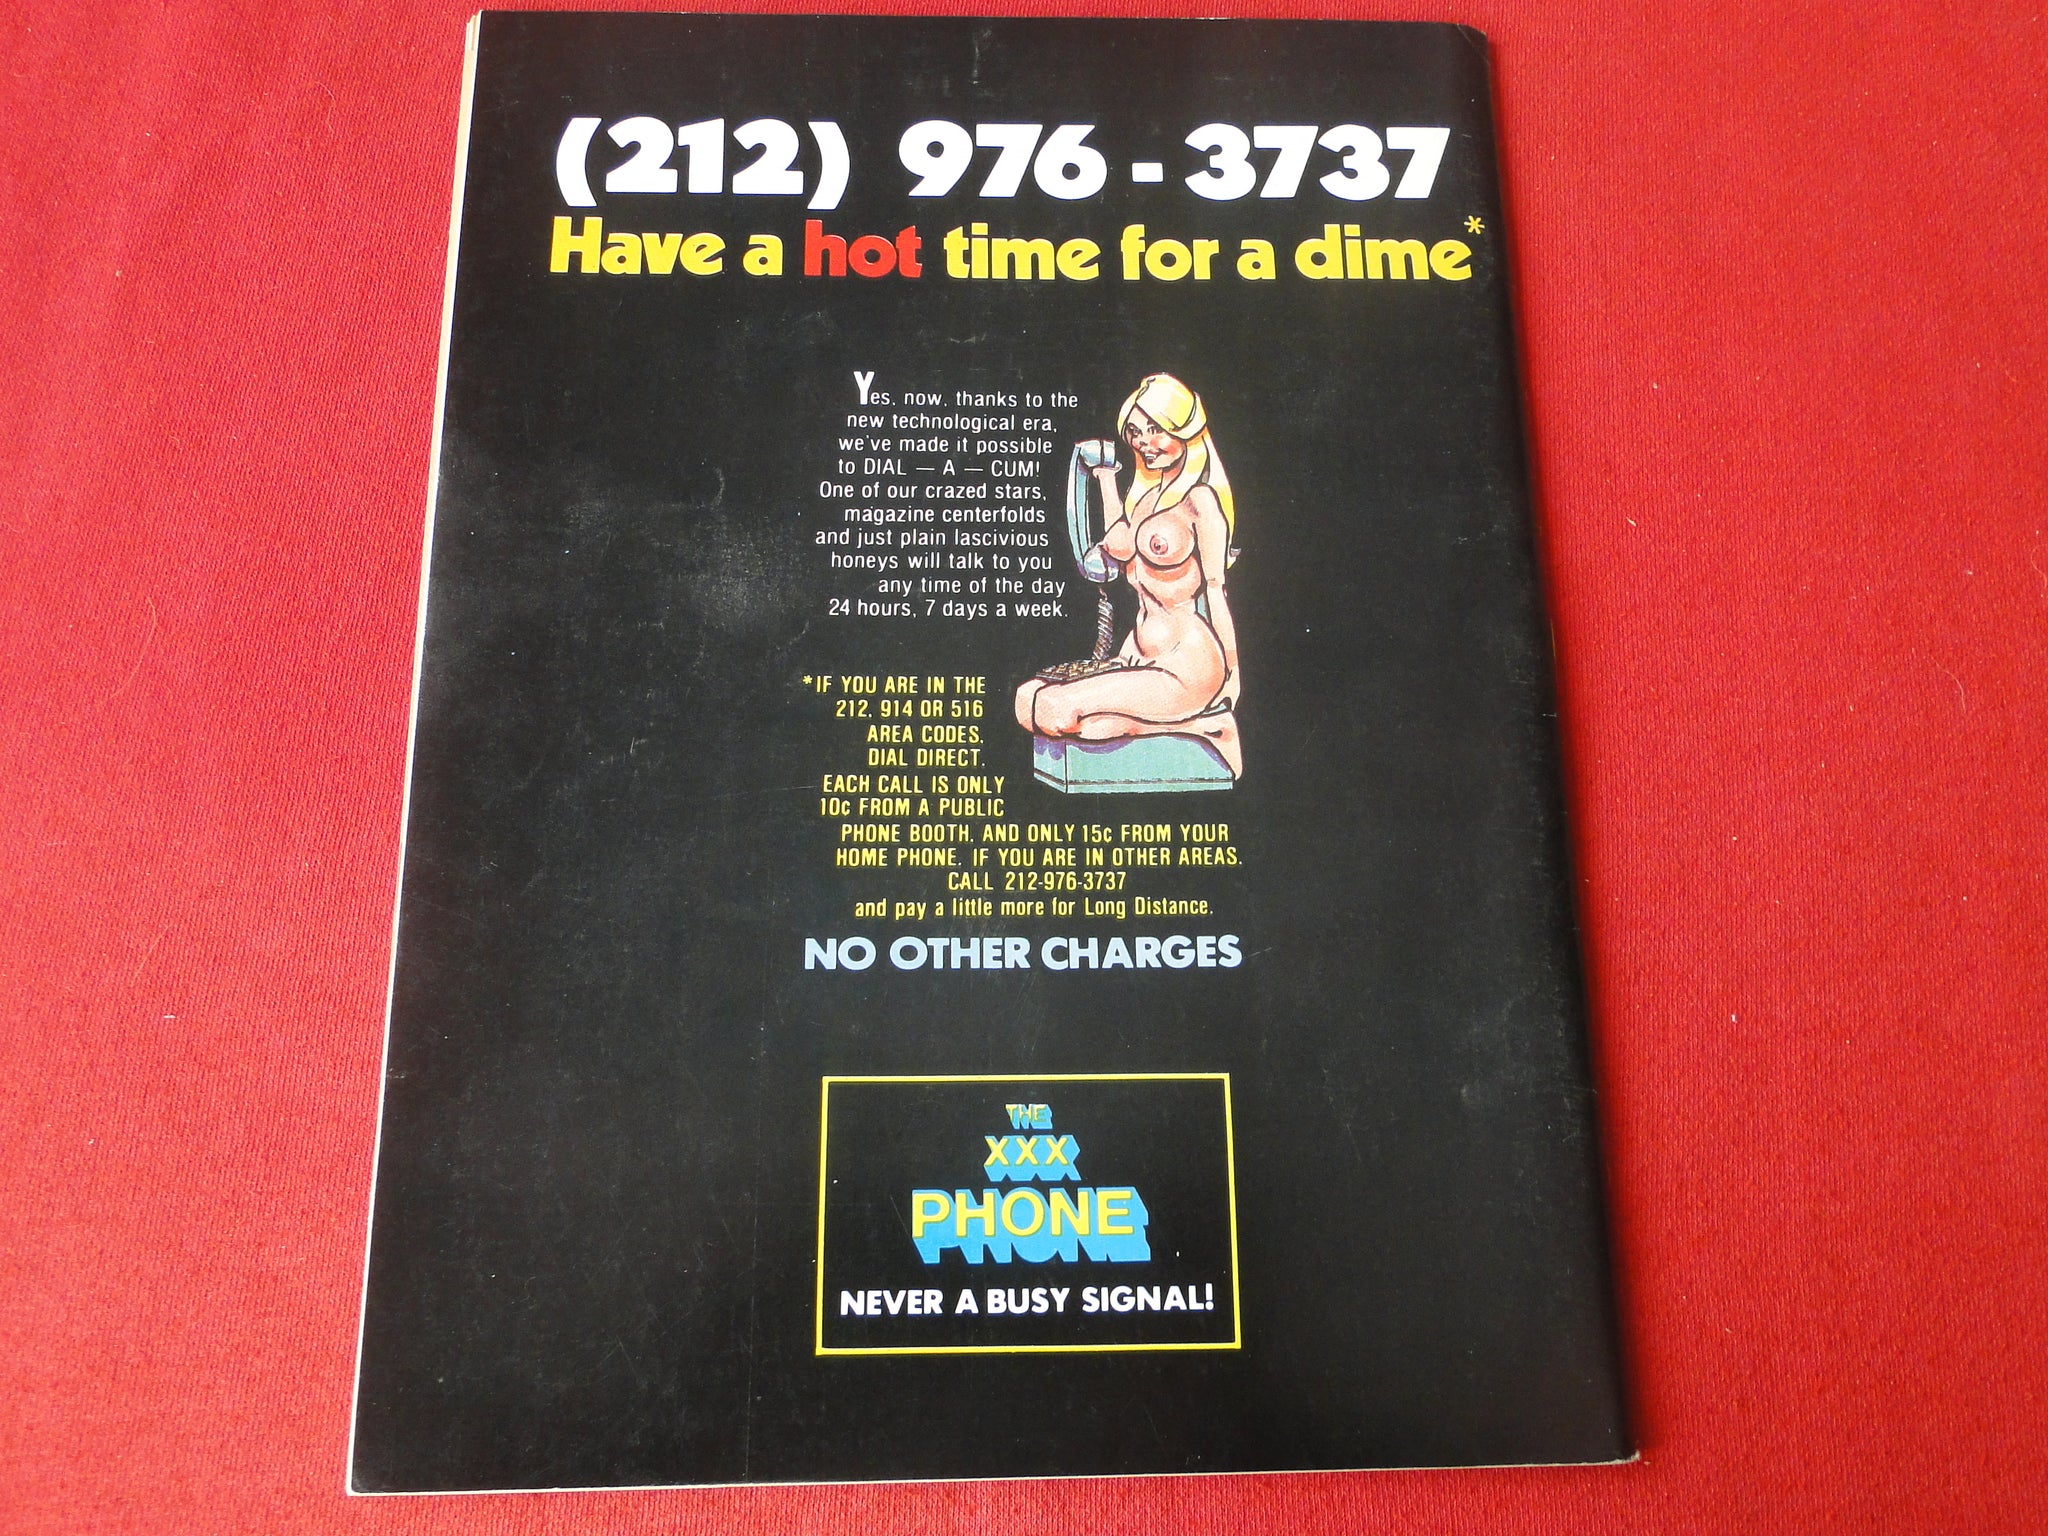 (212) 976-3737
Have a hot time for a dime*
Yes, now, thanks to the
new technological era,
we've made it possible
to DIAL — A — CUM!
One of our crazed stars,
magazine centerfolds
and just plain lascivious
honeys will talk to you
any time of the day
24 hours, 7 days a week.
*IF YOU ARE IN THE
212, 914 OR 516
AREA CODES,
DIAL DIRECT.
EACH CALL IS ONLY
10¢ FROM A PUBLIC
PHONE BOOTH, AND ONLY 15¢ FROM YOUR
HOME PHONE. IF YOU ARE IN OTHER AREAS,
CALL 212-976-3737
and pay a little more for Long Distance.
NO OTHER CHARGES
THE
XXX
PHONE
NEVER A BUSY SIGNAL!